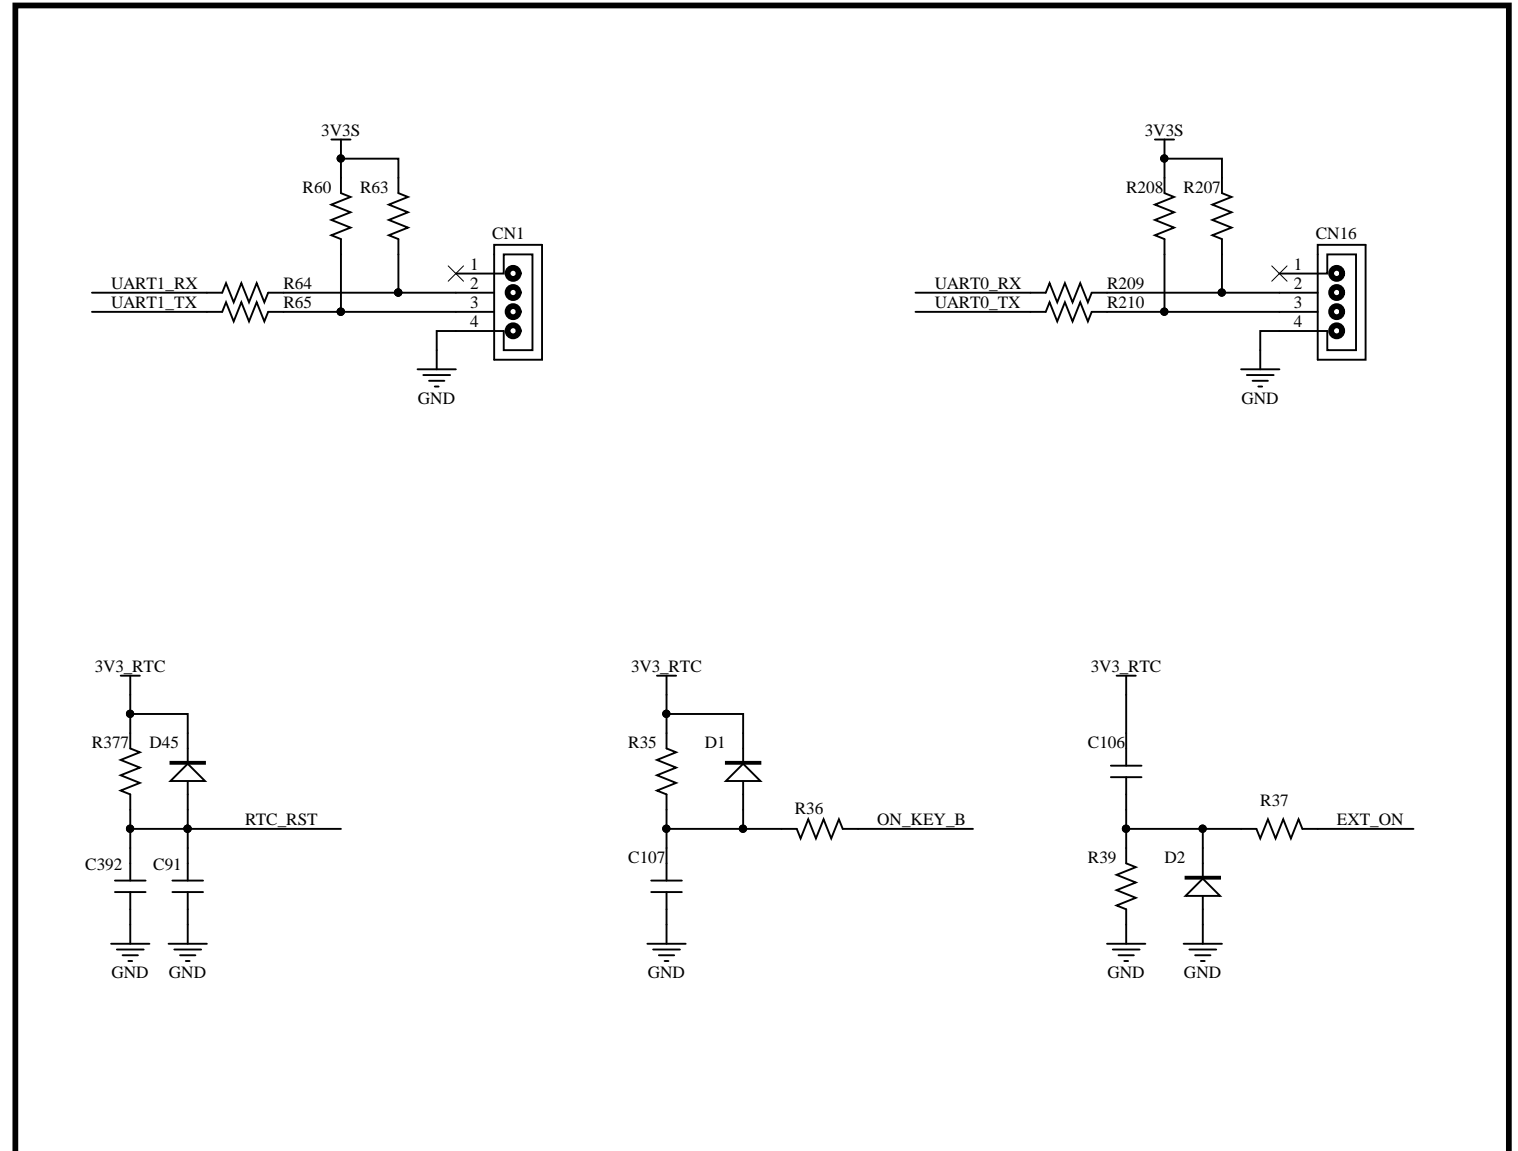 3V3S
R60 R63
CN1
1
UART1_RX R64 2
UART1_TX R65 3
4
GND
3V3S
R208 R207
CN16
1
UART0_RX R209 2
UART0_TX R210 3
4
GND
3V3_RTC
R377 D45
RTC_RST
C392 C91
GND GND
3V3_RTC
R35 D1
R36 ON_KEY_B
C107
GND
3V3_RTC
C106
R37 EXT_ON
R39 D2
GND GND